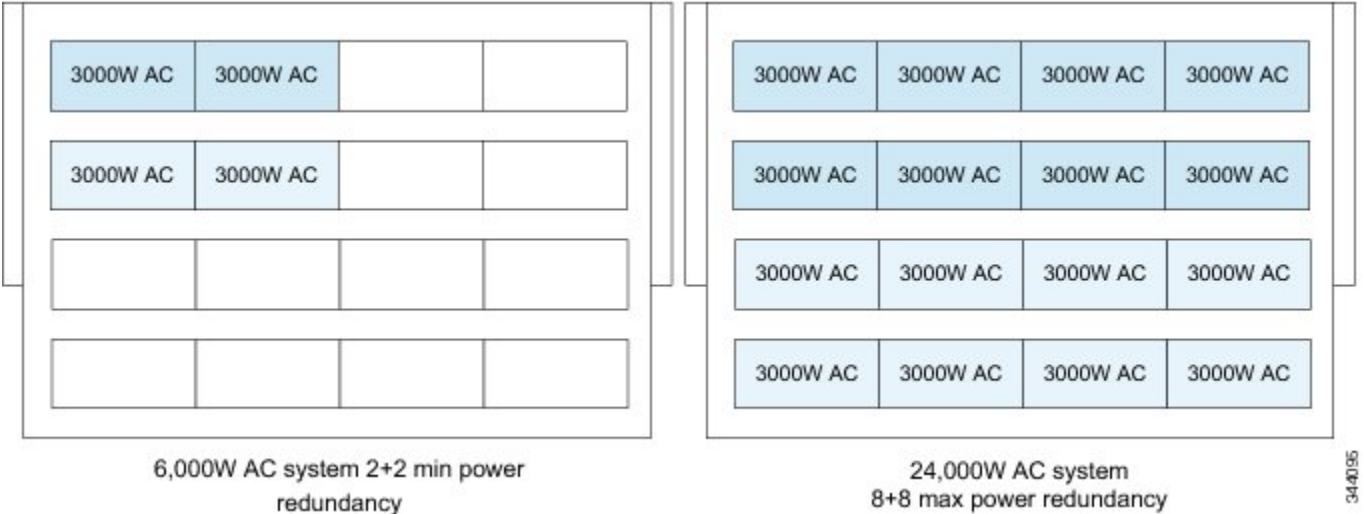 3000W AC 3000W AC
3000W AC 3000W AC
6,000W AC system 2+2 min power
redundancy
3000W AC 3000W AC 3000W AC 3000W AC
3000W AC 3000W AC 3000W AC 3000W AC
3000W AC 3000W AC 3000W AC 3000W AC
3000W AC 3000W AC 3000W AC 3000W AC
24,000W AC system
8+8 max power redundancy
344095